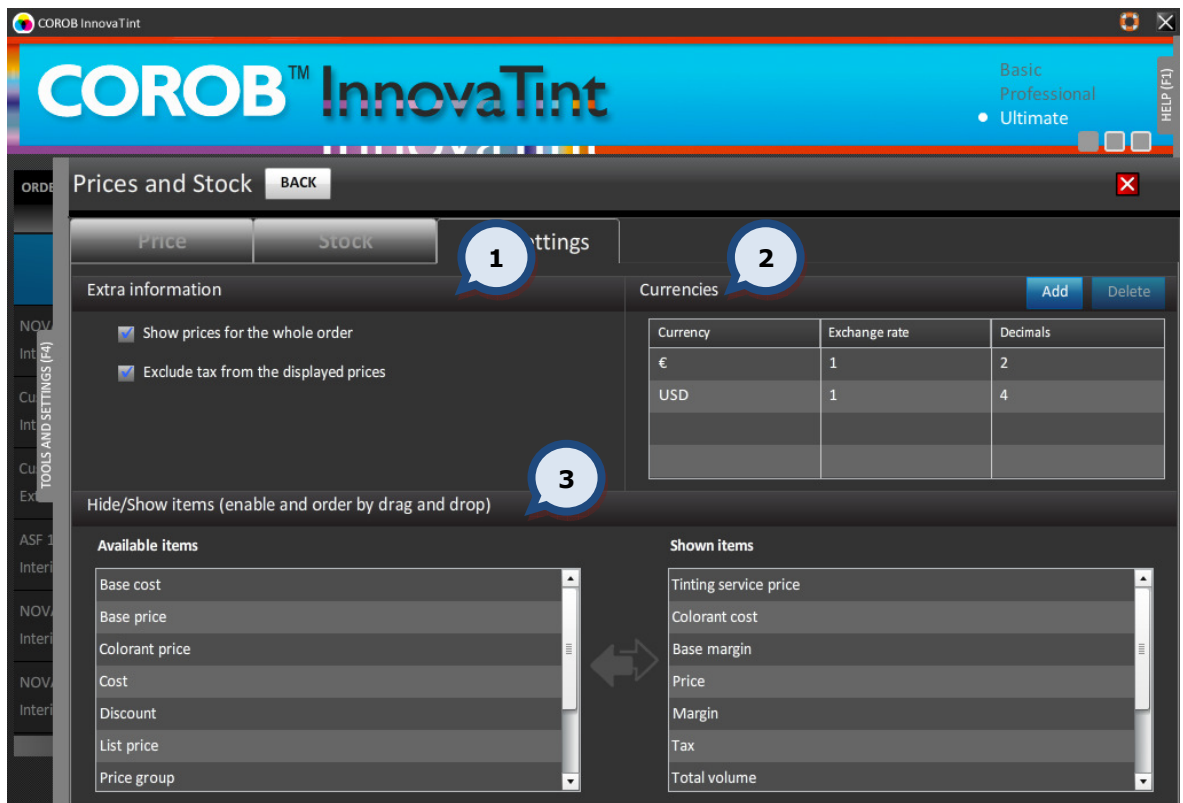 COROB InnovaTint
COROB™ InnovaTint
Basic
Professional
Ultimate
HELP (F1)
ORDE
Prices and Stock BACK
Price Stock ettings
1
2
Extra information
Show prices for the whole order
Exclude tax from the displayed prices
Currencies Add Delete
Currency Exchange rate Decimals
€ 1 2
USD 1 4
TOOLS AND SETTINGS (F4)
NOV
Int
Cu
Int
Cu
Ext
ASF 1
Interi
NOV
Interi
NOV
Interi
3
Hide/Show items (enable and order by drag and drop)
Available items
Base cost
Base price
Colorant price
Cost
Discount
List price
Price group
Shown items
Tinting service price
Colorant cost
Base margin
Price
Margin
Tax
Total volume